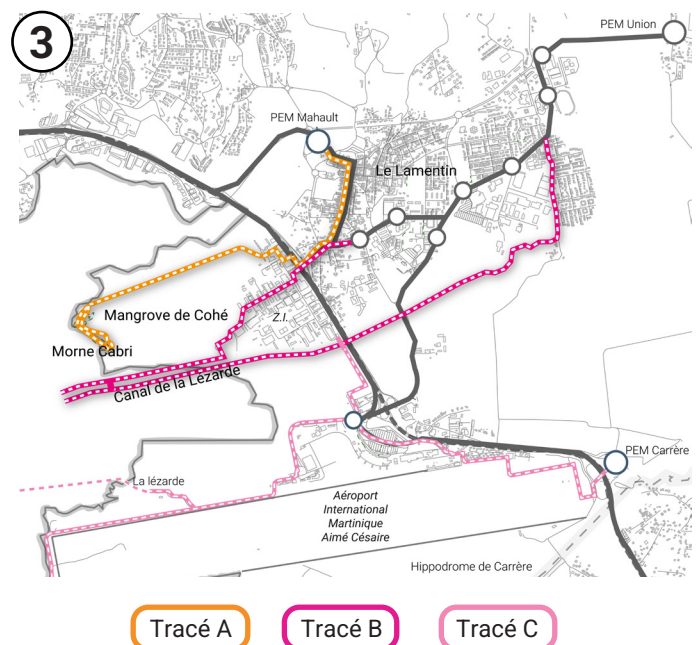 3
PEM Union
PEM Mahault
Le Lamentin
Mangrove de Cohé
Z.I.
Morne Cabri
Canal de la Lézarde
PEM Carrère
La lézarde
Aéroport
International
Martinique
Aimé Césaire
Hippodrome de Carrère
Tracé A
Tracé B
Tracé C